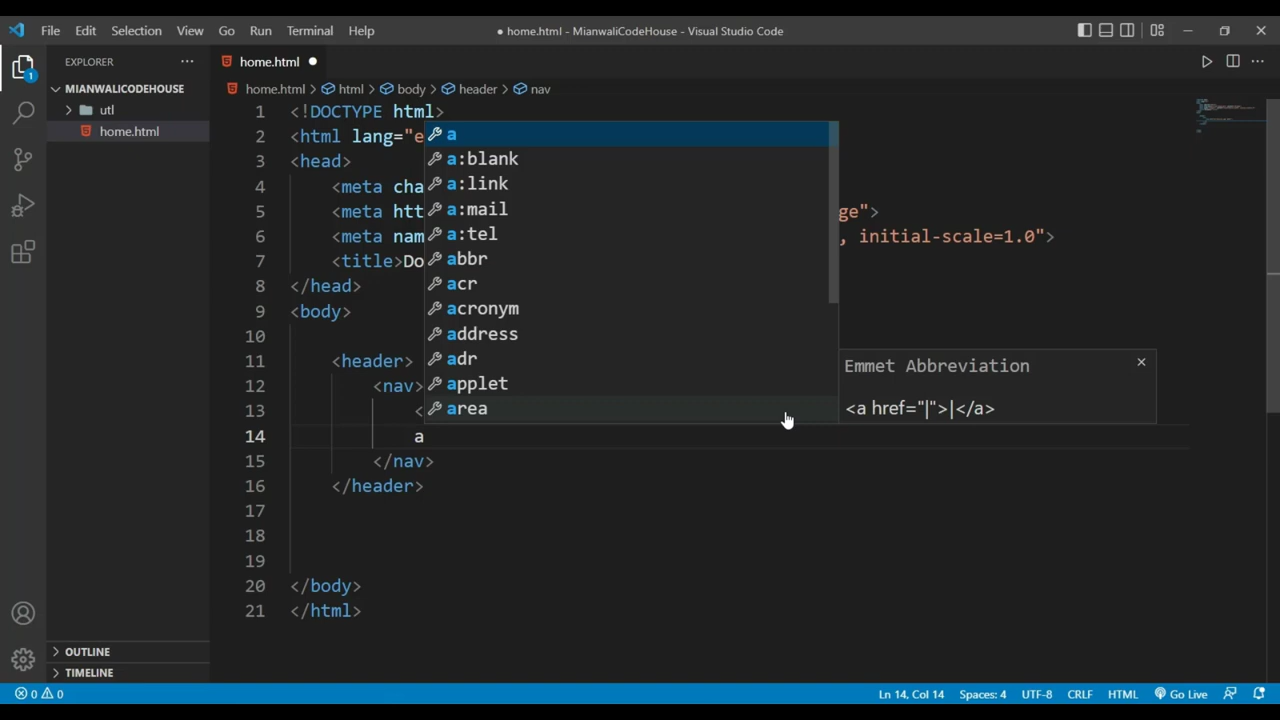 File Edit Selection View Go Run Terminal Help
● home.html - MianwaliCodeHouse - Visual Studio Code
EXPLORER ···
home.html ●
1
MIANWALICODEHOUSE
utl
home.html
home.html > html > body > header > nav
1 <!DOCTYPE html>
2 <html lang="e
3 <head>
4 <meta cha
5 <meta htt ge">
6 <meta nam , initial-scale=1.0">
7 <title>Do
8 </head>
9 <body>
10
11 <header>
12 <nav>
13 <
14 a
15 </nav>
16 </header>
17
18
19
20 </body>
21 </html>
a
a:blank
a:link
a:mail
a:tel
abbr
acr
acronym
address
adr
applet
area
Emmet Abbreviation
<a href="|">|</a>
OUTLINE
TIMELINE
0 0
Ln 14, Col 14 Spaces: 4 UTF-8 CRLF HTML Go Live